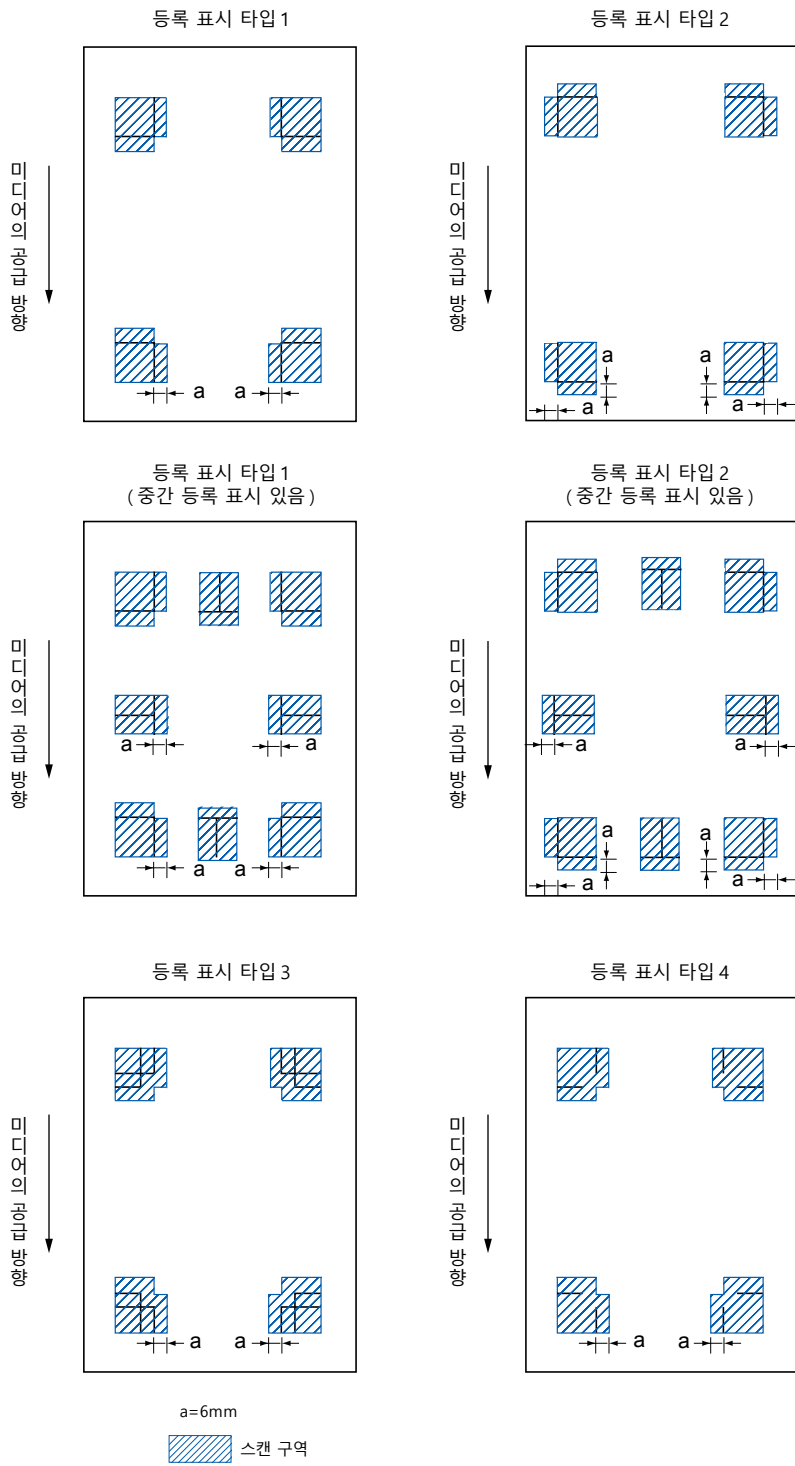 등록 표시 타입1
미디어의 공급 방향
a
a
등록 표시 타입2
미디어의 공급 방향
a
a
a
a
등록 표시 타입1
(중간 등록 표시 있음)
미디어의 공급 방향
a
a
a
a
등록 표시 타입2
(중간 등록 표시 있음)
미디어의 공급 방향
a
a
a
a
a
a
등록 표시 타입3
미디어의 공급 방향
a
a
등록 표시 타입4
미디어의 공급 방향
a
a
a=6mm
스캔 구역